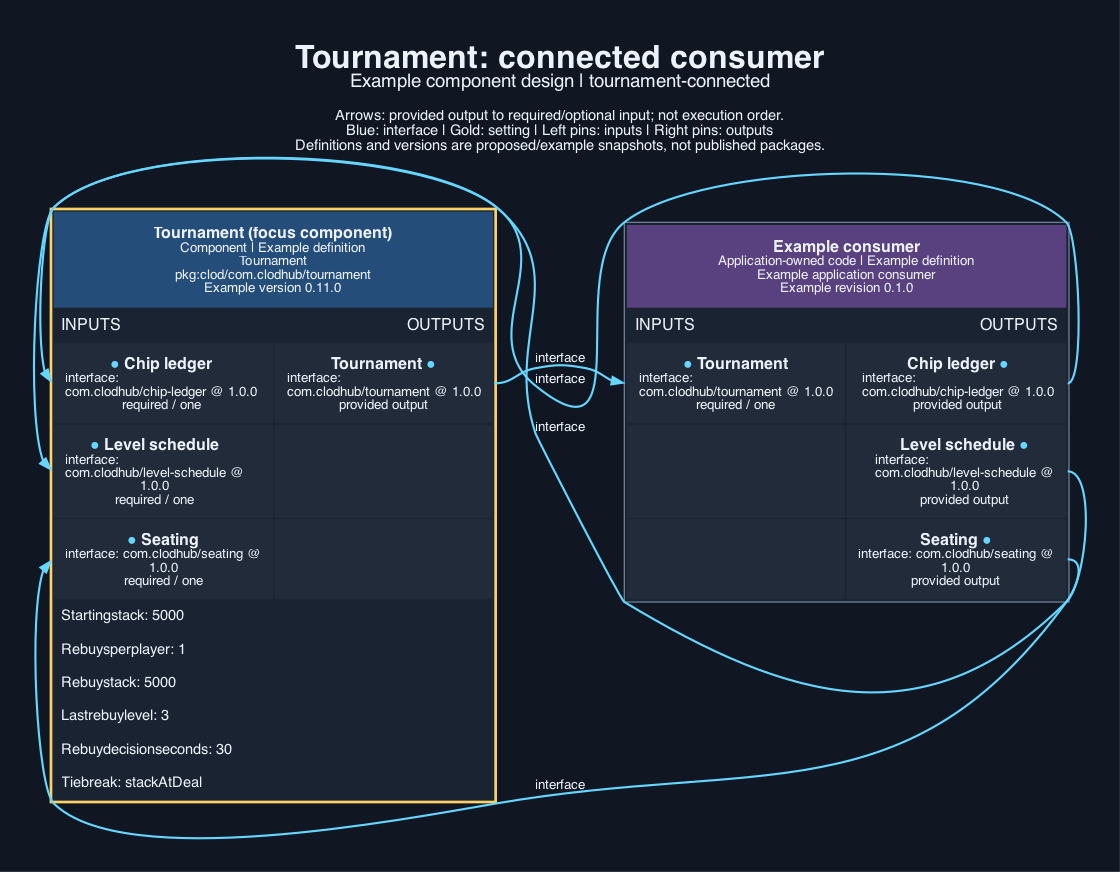 Tournament: connected consumer
Example component design | tournament-connected
Arrows: provided output to required/optional input; not execution order.
Blue: interface | Gold: setting | Left pins: inputs | Right pins: outputs
Definitions and versions are proposed/example snapshots, not published packages.
Tournament (focus component)
Component | Example definition
Tournament
pkg:clod/com.clodhub/tournament
Example version 0.11.0
INPUTS
OUTPUTS
Chip ledger
interface:
com.clodhub/chip-ledger @ 1.0.0
required / one
Tournament
interface:
com.clodhub/tournament @ 1.0.0
provided output
Level schedule
interface:
com.clodhub/level-schedule @
1.0.0
required / one
Seating
interface: com.clodhub/seating @
1.0.0
required / one
Startingstack: 5000
Rebuysperplayer: 1
Rebuystack: 5000
Lastrebuylevel: 3
Rebuydecisionseconds: 30
Tiebreak: stackAtDeal
interface
interface
interface
interface
Example consumer
Application-owned code | Example definition
Example application consumer
Example revision 0.1.0
INPUTS
OUTPUTS
Tournament
interface:
com.clodhub/tournament @ 1.0.0
required / one
Chip ledger
interface:
com.clodhub/chip-ledger @ 1.0.0
provided output
Level schedule
interface:
com.clodhub/level-schedule @
1.0.0
provided output
Seating
interface: com.clodhub/seating @
1.0.0
provided output